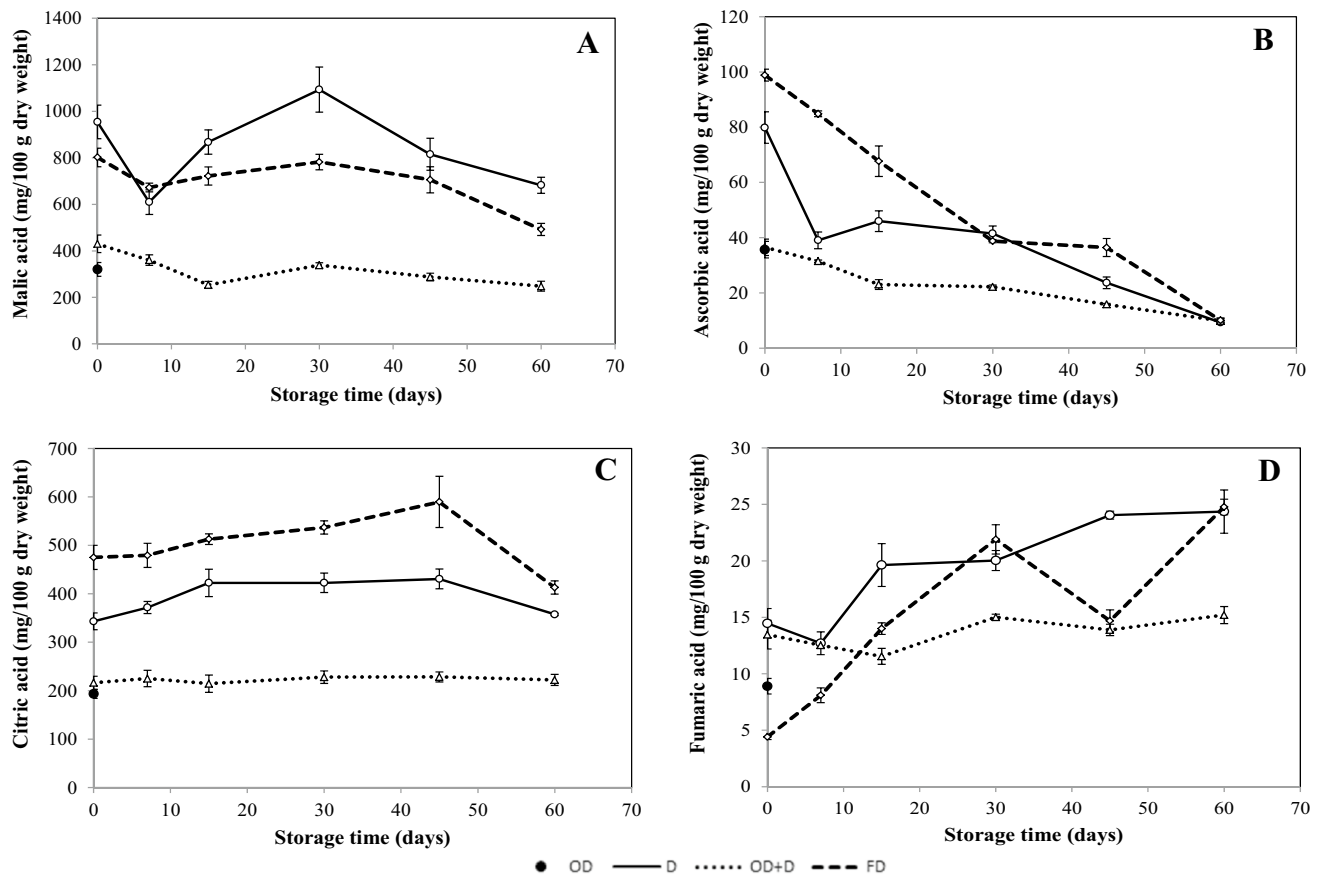 A
Malic acid (mg/100 g dry weight)
1400
1200
1000
800
600
400
200
0
0 10 20 30 40 50 60 70
Storage time (days)
B
Ascorbic acid (mg/100 g dry weight)
120
100
80
60
40
20
0
0 10 20 30 40 50 60 70
Storage time (days)
C
Citric acid (mg/100 g dry weight)
700
600
500
400
300
200
100
0
0 10 20 30 40 50 60 70
Storage time (days)
D
Fumaric acid (mg/100 g dry weight)
30
25
20
15
10
5
0
0 10 20 30 40 50 60 70
Storage time (days)
OD D OD+D FD